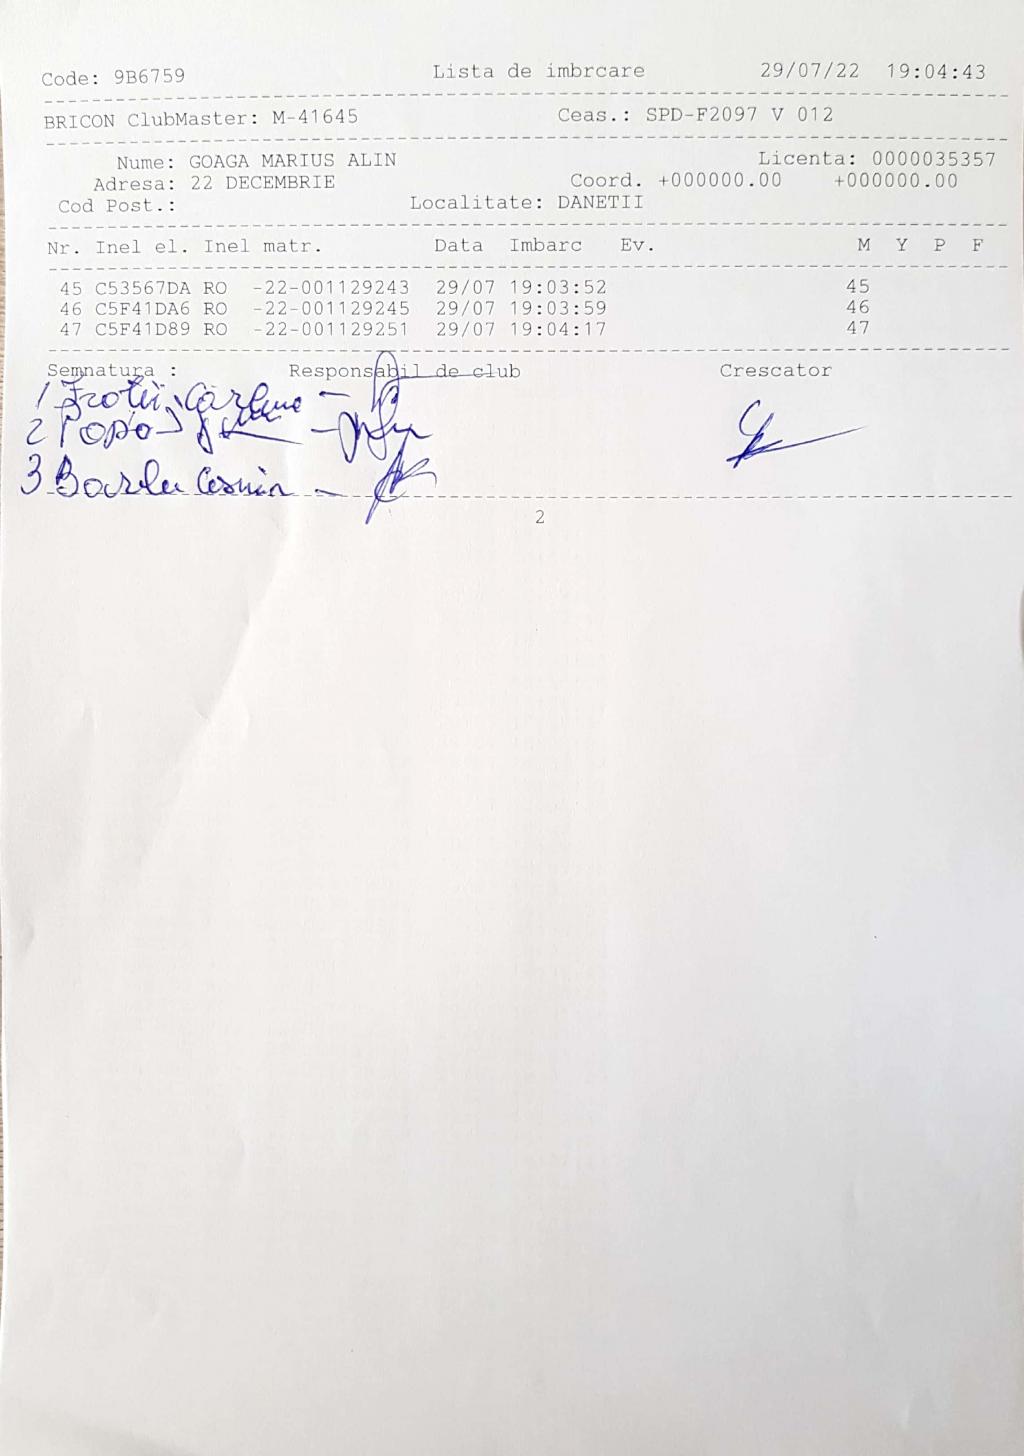 Code: 9B6759 Lista de imbrcare 29/07/22 19:04:43
BRICON ClubMaster: M-41645 Ceas.: SPD-F2097 V 012
Nume: GOAGA MARIUS ALIN Licenta: 0000035357
Adresa: 22 DECEMBRIE Coord. +000000.00 +000000.00
Cod Post.: Localitate: DANETII
Nr. Inel el. Inel matr. Data Imbarc Ev. M Y P F
45 C53567DA RO -22-001129243 29/07 19:03:52 45
46 C5F41DA6 RO -22-001129245 29/07 19:03:59 46
47 C5F41D89 RO -22-001129251 29/07 19:04:17 47
Semnatura : Responsabil de club Crescator
1
2
3 Cosmin -
2